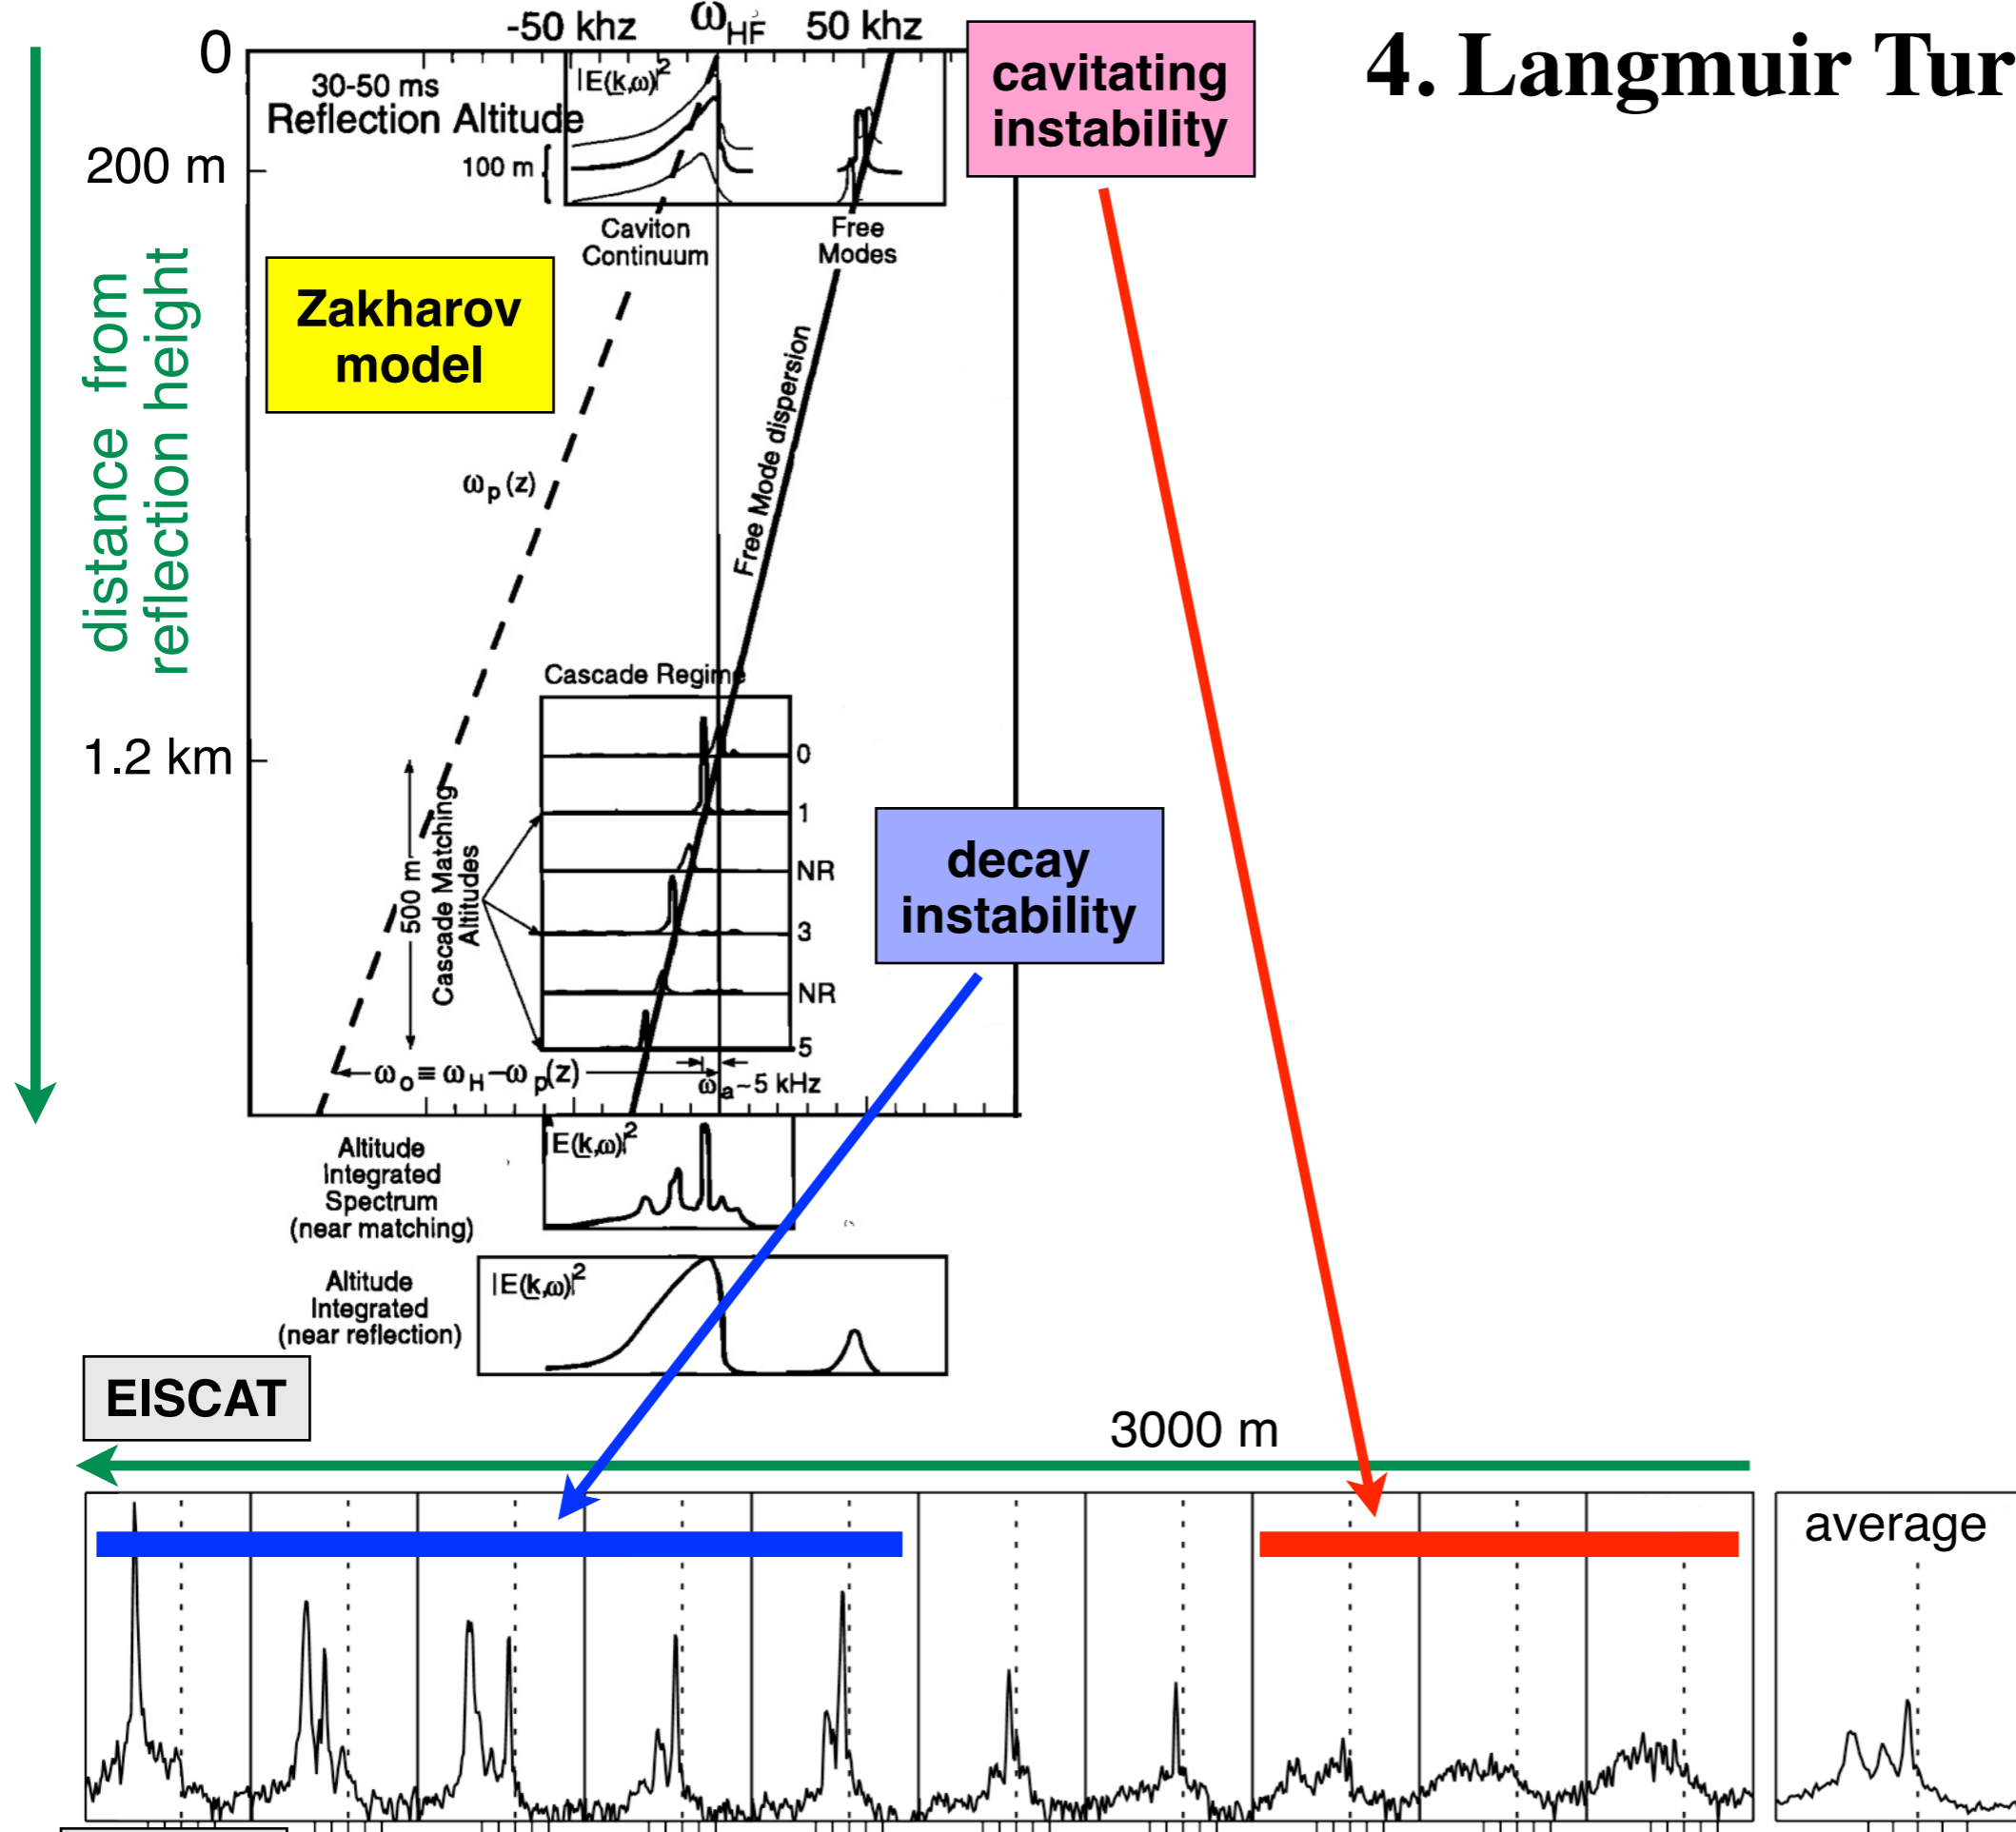 4. Langmuir Tur
-50 khz
ωHF
50 khz
0
30-50 ms
Reflection Altitude
|E(k,ω)|²
cavitating
instability
200 m
100 m
Caviton
Continuum
Free
Modes
Zakharov
model
distance from
reflection height
Free Mode dispersion
ωp(z)
Cascade Regime
1.2 km
0
1
NR
3
NR
5
500 m
Cascade Matching
Altitudes
decay
instability
ωo≡ωH−ωp(z)
ωa~5 kHz
Altitude
Integrated
Spectrum
(near matching)
|E(k,ω)|²
Altitude
Integrated
(near reflection)
|E(k,ω)|²
EISCAT
3000 m
average